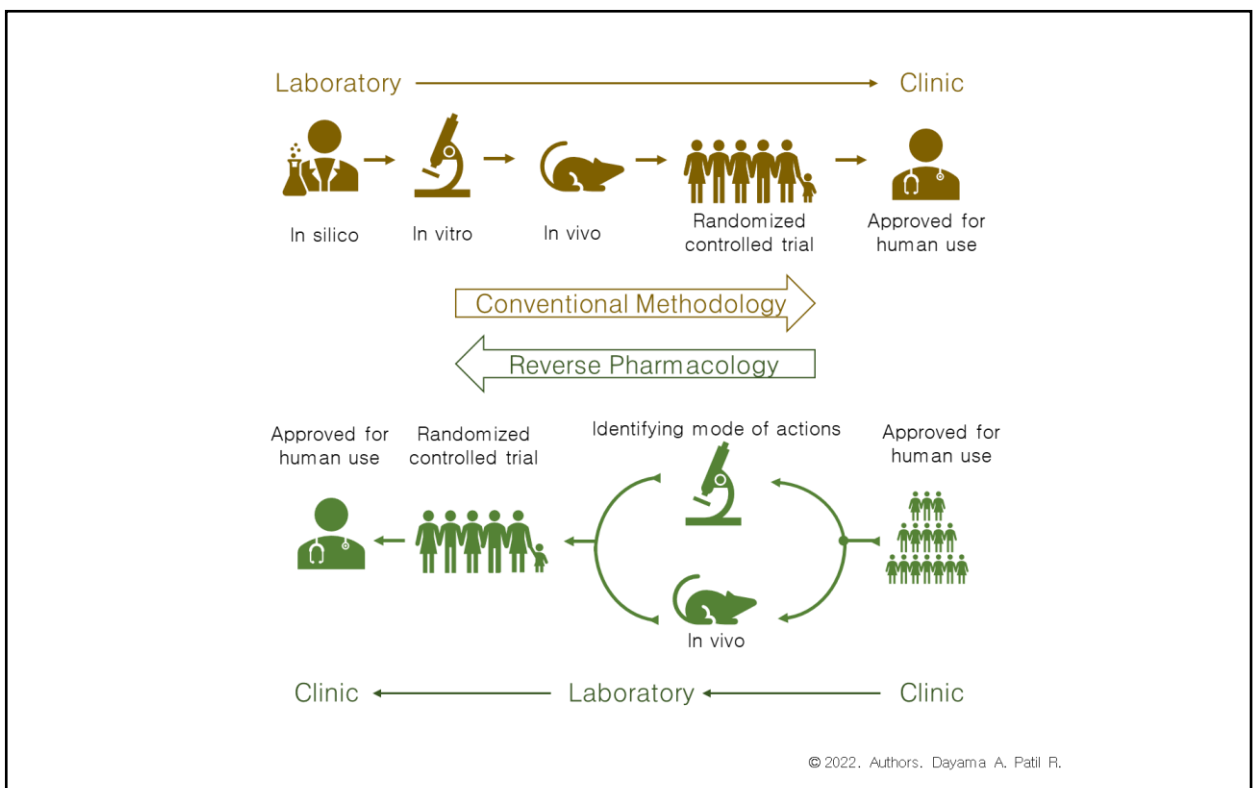 Laboratory
Clinic
In silico
In vitro
In vivo
Randomized
controlled trial
Approved for
human use
Conventional Methodology
Reverse Pharmacology
Approved for
human use
Randomized
controlled trial
Identifying mode of actions
In vivo
Approved for
human use
Clinic
Laboratory
Clinic
© 2022. Authors. Dayama A. Patil R.